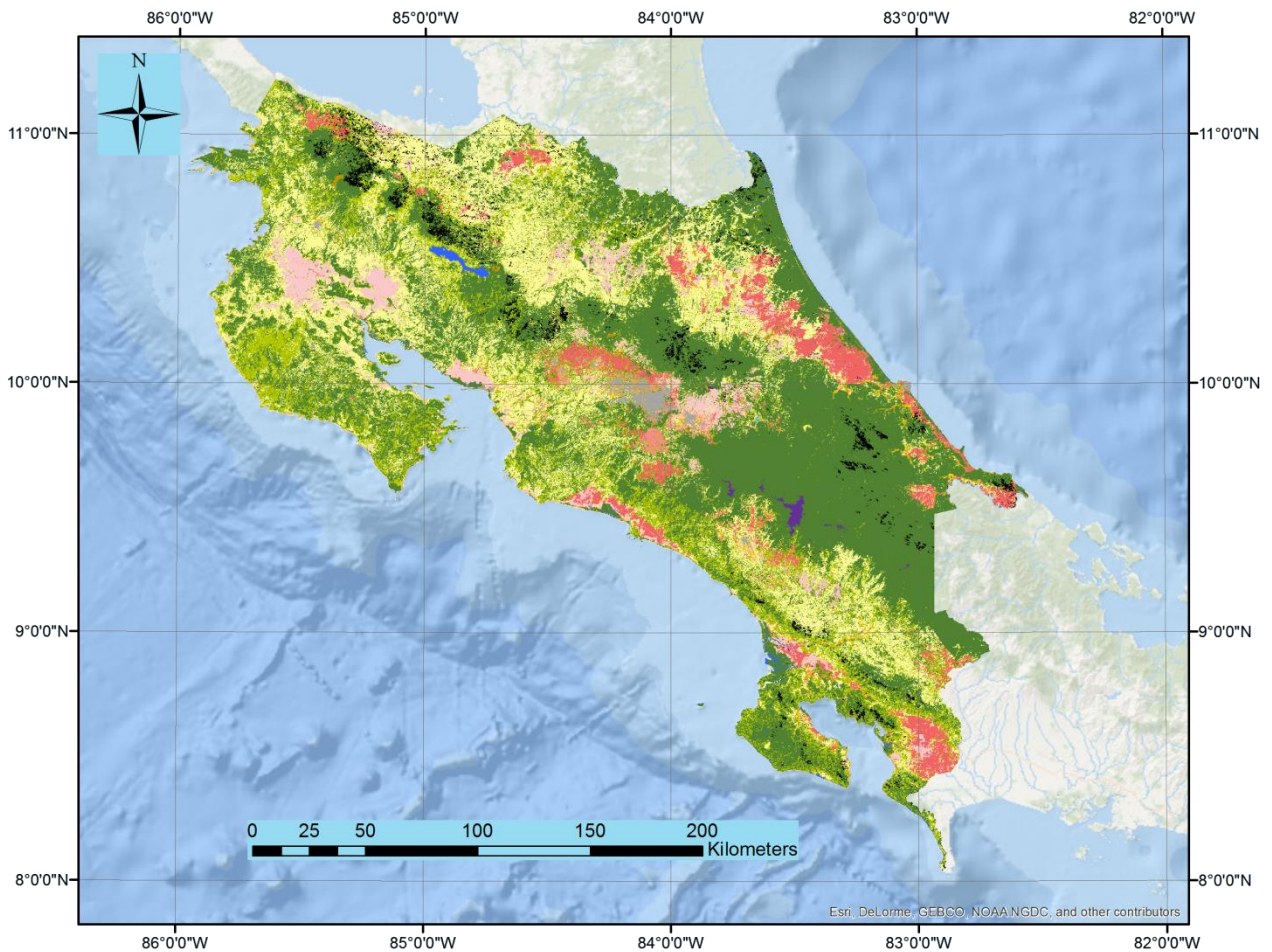 86°0'0"W 85°0'0"W 84°0'0"W 83°0'0"W 82°0'0"W
N
11°0'0"N 11°0'0"N
10°0'0"N 10°0'0"N
9°0'0"N 9°0'0"N
0 25 50 100 150 200
Kilometers
8°0'0"N 8°0'0"N
Esri, DeLorme, GEBCO, NOAA NGDC, and other contributors
86°0'0"W 85°0'0"W 84°0'0"W 83°0'0"W 82°0'0"W